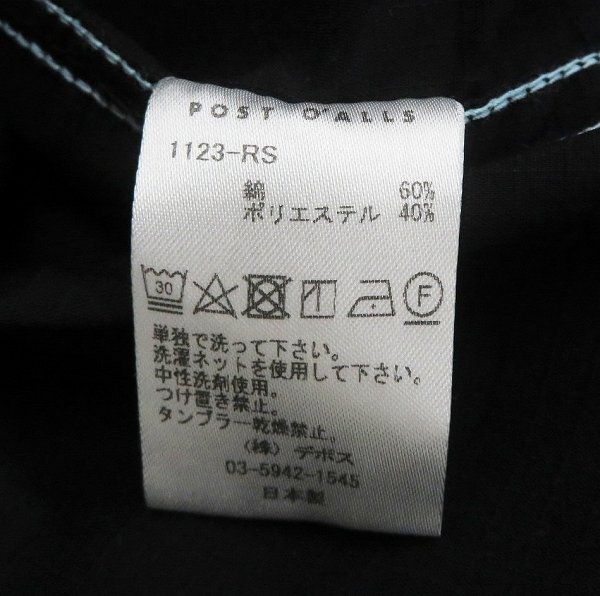 POST O'ALLS
1123-RS
綿 60%
ポリエステル 40%
30 F
単独で洗って下さい。
洗濯ネットを使用して下さい。
中性洗剤使用。
つけ置き禁止。
タンブラー乾燥禁止。
(株) デポス
03-5942-1545
日本製